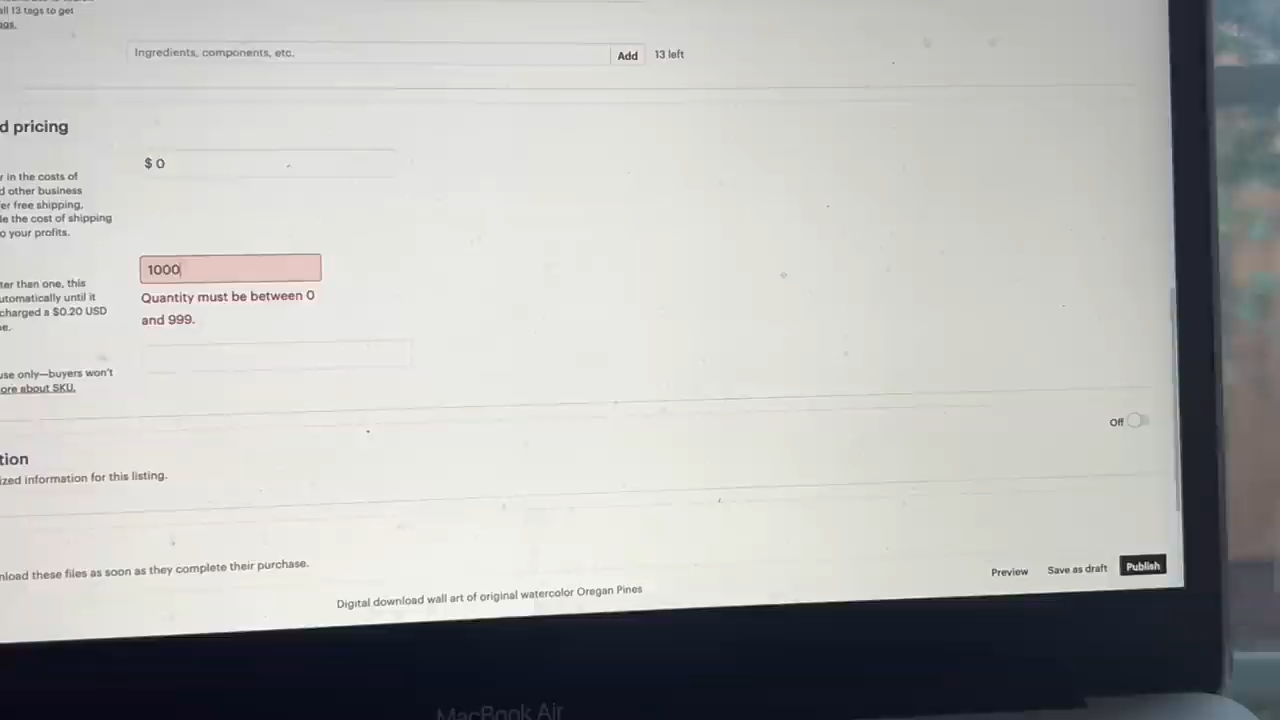 all 13 tags to get
Ingredients, components, etc.
Add
13 left
d pricing
$ 0
r in the costs of
d other business
er free shipping,
le the cost of shipping
o your profits.
1000
Quantity must be between 0
and 999.
ter than one, this
utomatically until it
charged a $0.20 USD
use only—buyers won't
ore about SKU.
Off
tion
ized information for this listing.
nload these files as soon as they complete their purchase.
Digital download wall art of original watercolor Oregan Pines
Preview
Save as draft
Publish
MacBook Air